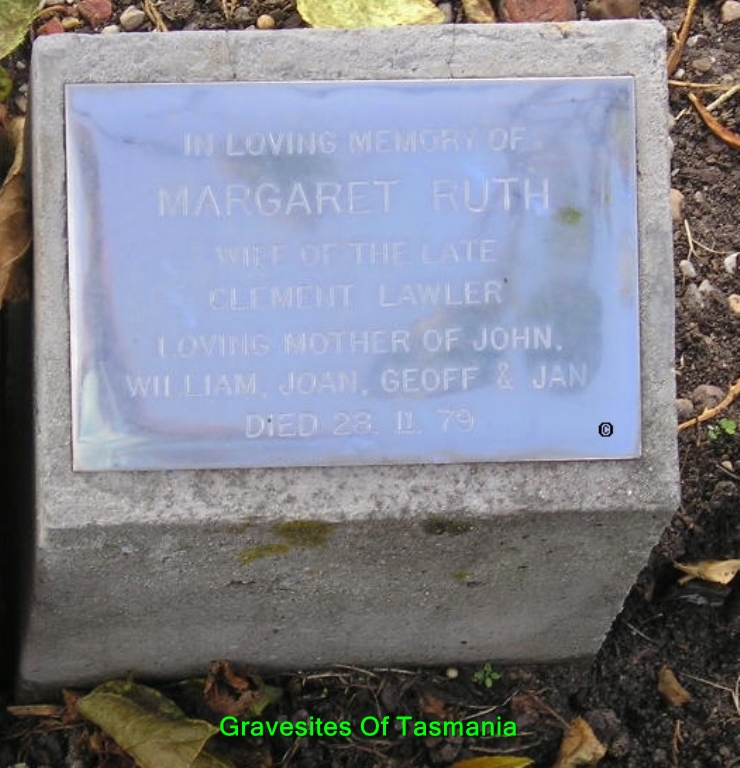 IN LOVING MEMORY OF
MARGARET RUTH
WIFE OF THE LATE
CLEMENT LAWLER
LOVING MOTHER OF JOHN,
WILLIAM, JOAN, GEOFF & JAN
DIED 28. 11. 79
©
Gravesites Of Tasmania